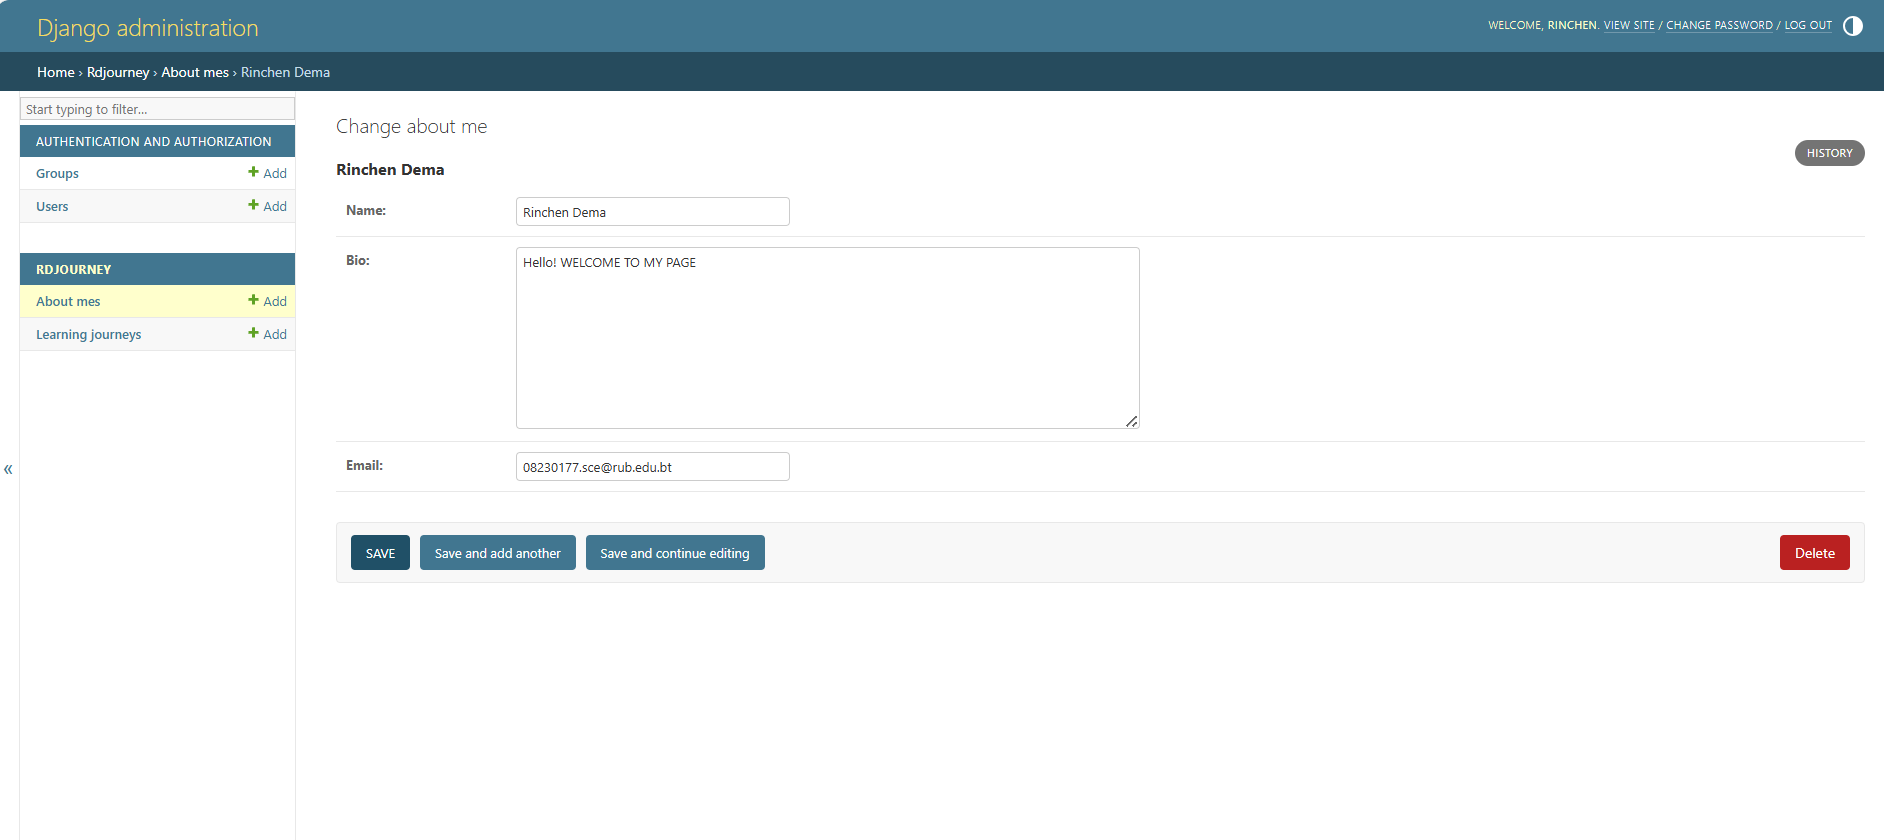 Django administration
WELCOME, RINCHEN. VIEW SITE / CHANGE PASSWORD / LOG OUT
Home › Rdjourney › About mes › Rinchen Dema
Start typing to filter...
AUTHENTICATION AND AUTHORIZATION
Groups + Add
Users + Add
RDJOURNEY
About mes + Add
Learning journeys + Add
«
Change about me
HISTORY
Rinchen Dema
Name: Rinchen Dema
Bio: Hello! WELCOME TO MY PAGE
Email: 08230177.sce@rub.edu.bt
SAVE Save and add another Save and continue editing Delete